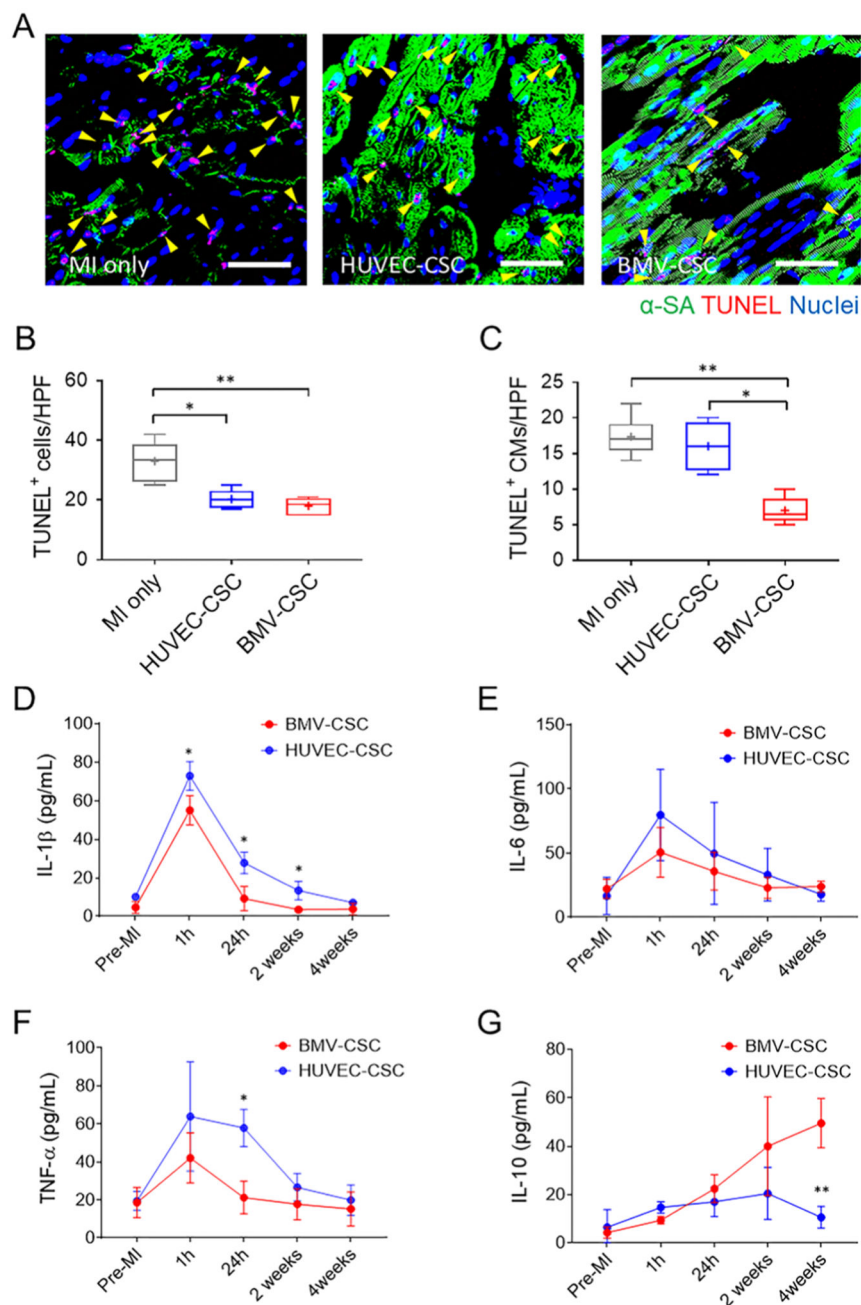 A
MI only
HUVEC-CSC
BMV-CSC
α-SA TUNEL Nuclei
B
TUNEL+ cells/HPF
60
40
20
0
*
**
MI only
HUVEC-CSC
BMV-CSC
C
TUNEL+ CMs/HPF
25
20
15
10
5
0
**
*
MI only
HUVEC-CSC
BMV-CSC
D
IL-1β (pg/mL)
100
80
60
40
20
0
BMV-CSC
HUVEC-CSC
*
*
*
Pre-MI
1h
24h
2 weeks
4weeks
E
IL-6 (pg/mL)
150
100
50
0
BMV-CSC
HUVEC-CSC
Pre-MI
1h
24h
2 weeks
4weeks
F
TNF-α (pg/mL)
100
80
60
40
20
0
BMV-CSC
HUVEC-CSC
*
Pre-MI
1h
24h
2 weeks
4weeks
G
IL-10 (pg/mL)
80
60
40
20
0
BMV-CSC
HUVEC-CSC
**
Pre-MI
1h
24h
2 weeks
4weeks